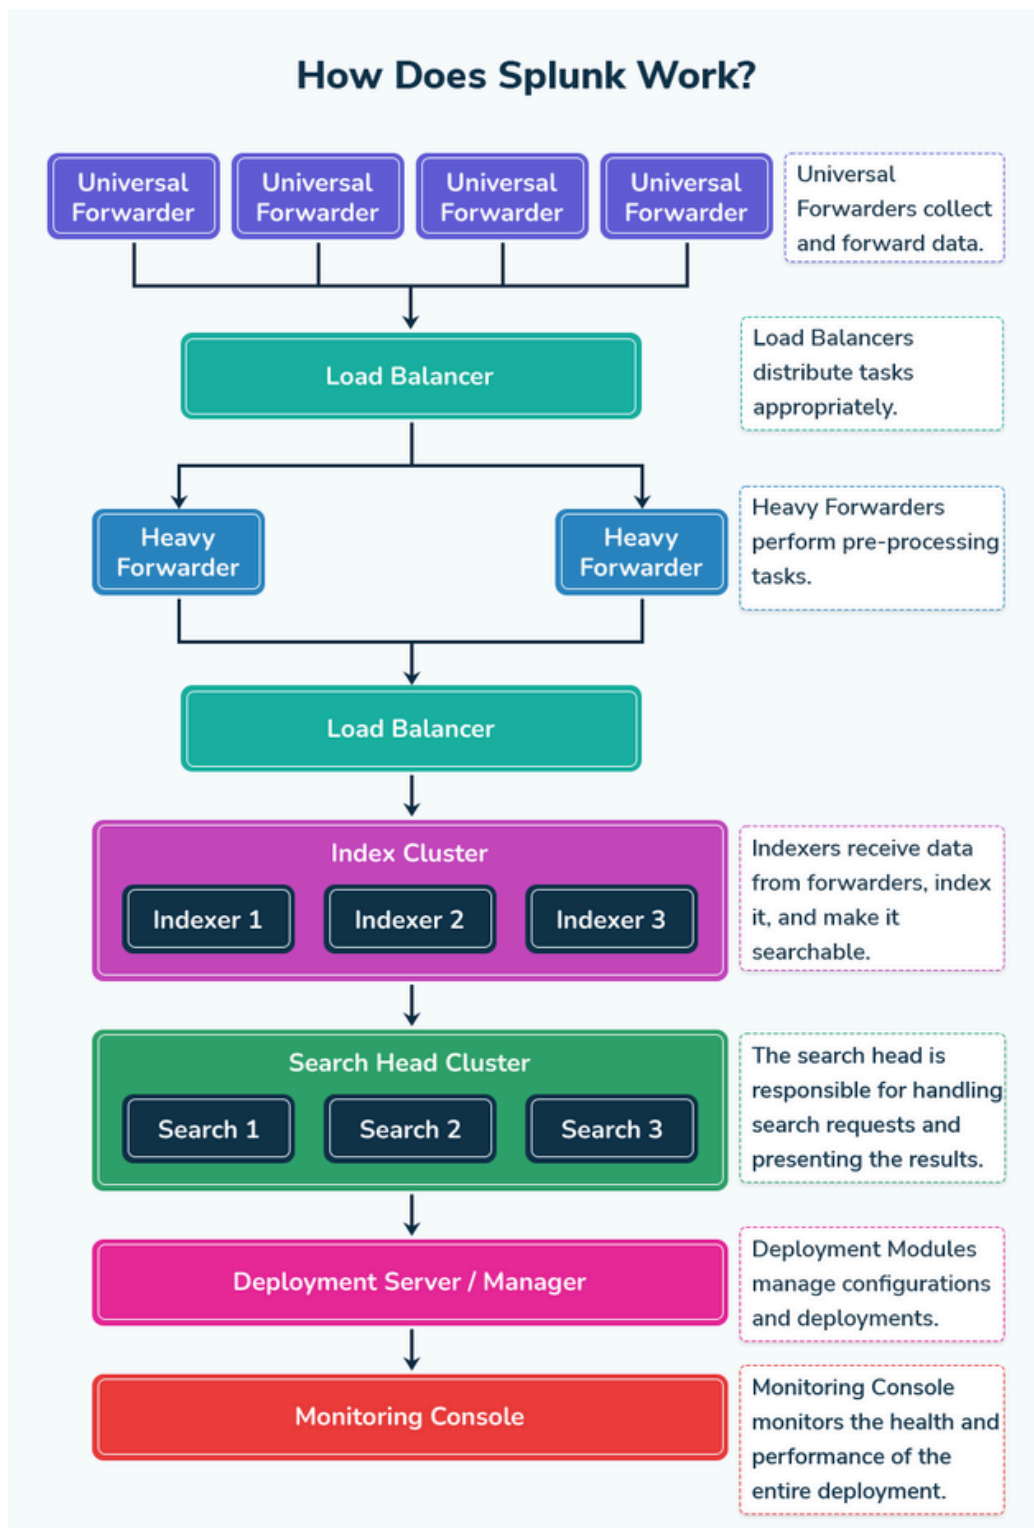 How Does Splunk Work?
Universal
Forwarder
Universal
Forwarder
Universal
Forwarder
Universal
Forwarder
Universal
Forwarders collect
and forward data.
Load Balancer
Load Balancers
distribute tasks
appropriately.
Heavy
Forwarder
Heavy
Forwarder
Heavy Forwarders
perform pre-processing
tasks.
Load Balancer
Index Cluster
Indexer 1
Indexer 2
Indexer 3
Indexers receive data
from forwarders, index
it, and make it
searchable.
Search Head Cluster
Search 1
Search 2
Search 3
The search head is
responsible for handling
search requests and
presenting the results.
Deployment Server / Manager
Deployment Modules
manage configurations
and deployments.
Monitoring Console
Monitoring Console
monitors the health and
performance of the
entire deployment.